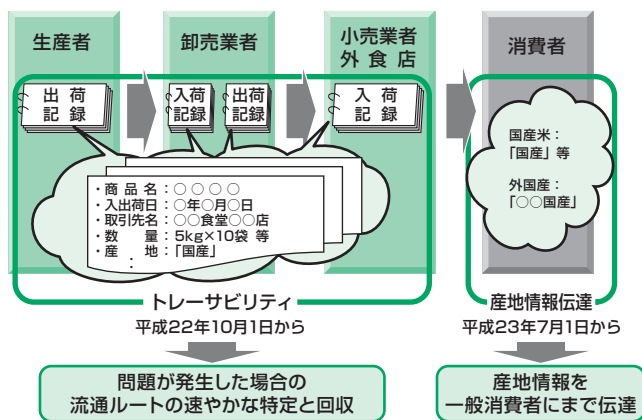 生産者
卸売業者
小売業者
外食店
消費者
出荷
記録
入荷
記録
出荷
記録
入荷
記録
・商品名：○○○○
・入出荷日：○年○月○日
・取引先名：○○食堂○○店
・数量：5kg×10袋 等
・産地：「国産」
：
国産米：
「国産」等
外国産：
「○○国産」
トレーサビリティ
平成22年10月1日から
産地情報伝達
平成23年7月1日から
問題が発生した場合の
流通ルートの速やかな特定と回収
産地情報を
一般消費者にまで伝達